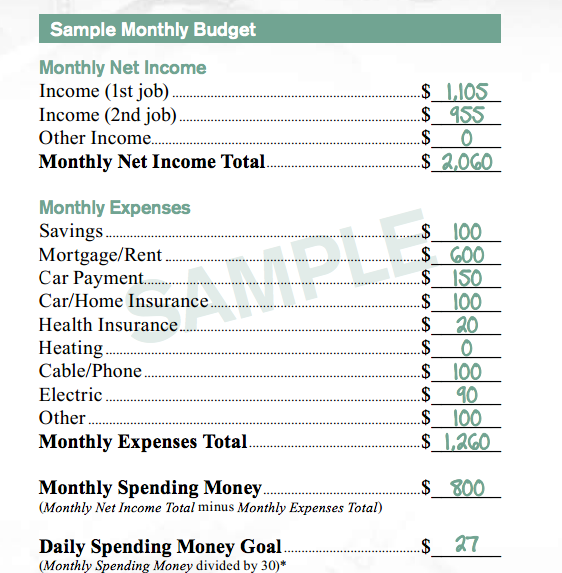 Sample Monthly Budget
Monthly Net Income
Income (1st job) $ 1,105
Income (2nd job) $ 955
Other Income $ 0
Monthly Net Income Total $ 2,060
Monthly Expenses
Savings $ 100
Mortgage/Rent $ 600
Car Payment $ 150
Car/Home Insurance $ 100
Health Insurance $ 20
Heating $ 0
Cable/Phone $ 100
Electric $ 90
Other $ 100
Monthly Expenses Total $ 1,260
SAMPLE
Monthly Spending Money $ 800
(Monthly Net Income Total minus Monthly Expenses Total)
Daily Spending Money Goal $ 27
(Monthly Spending Money divided by 30)*